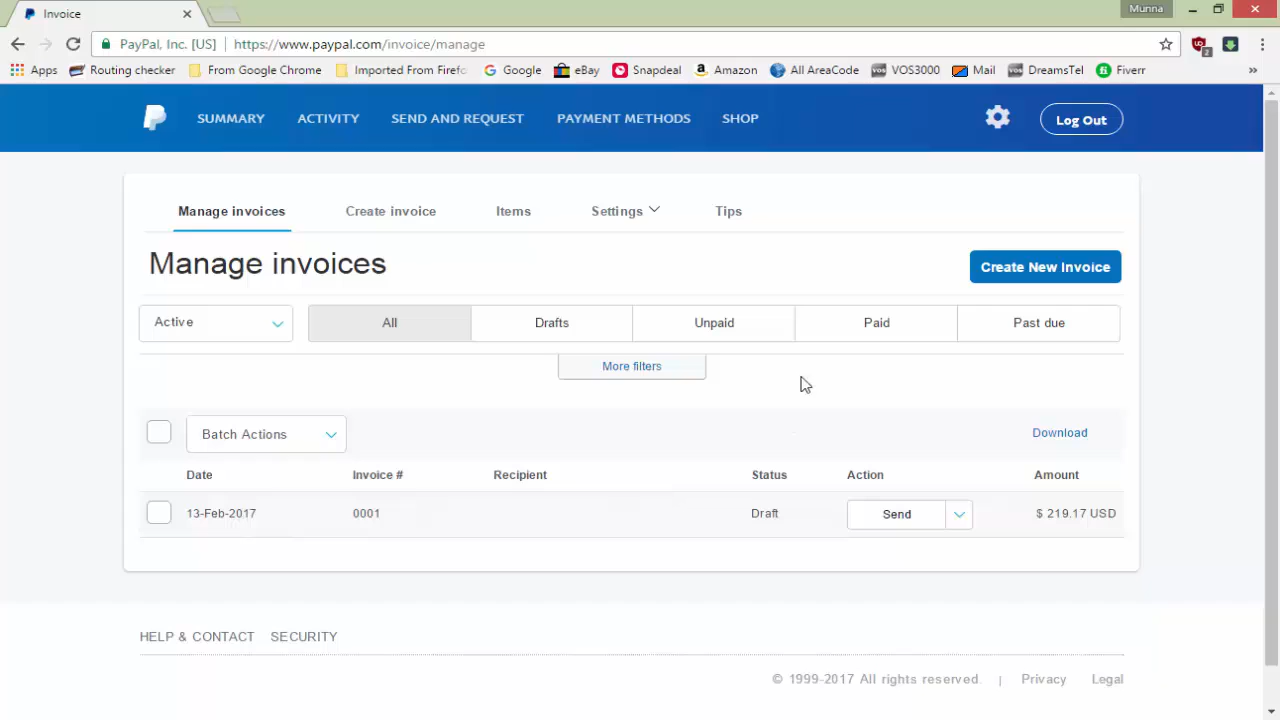 Invoice
Munna
PayPal, Inc. [US] https://www.paypal.com/invoice/manage
2
Apps Routing checker From Google Chrome Imported From Firefo Google eBay Snapdeal Amazon All AreaCode VOS3000 Mail DreamsTel Fiverr »
SUMMARY ACTIVITY SEND AND REQUEST PAYMENT METHODS SHOP Log Out
Manage invoices Create invoice Items Settings Tips
Manage invoices Create New Invoice
Active All Drafts Unpaid Paid Past due
More filters
Batch Actions Download
Date Invoice # Recipient Status Action Amount
13-Feb-2017 0001 Draft Send $ 219.17 USD
HELP & CONTACT SECURITY
© 1999-2017 All rights reserved. | Privacy Legal